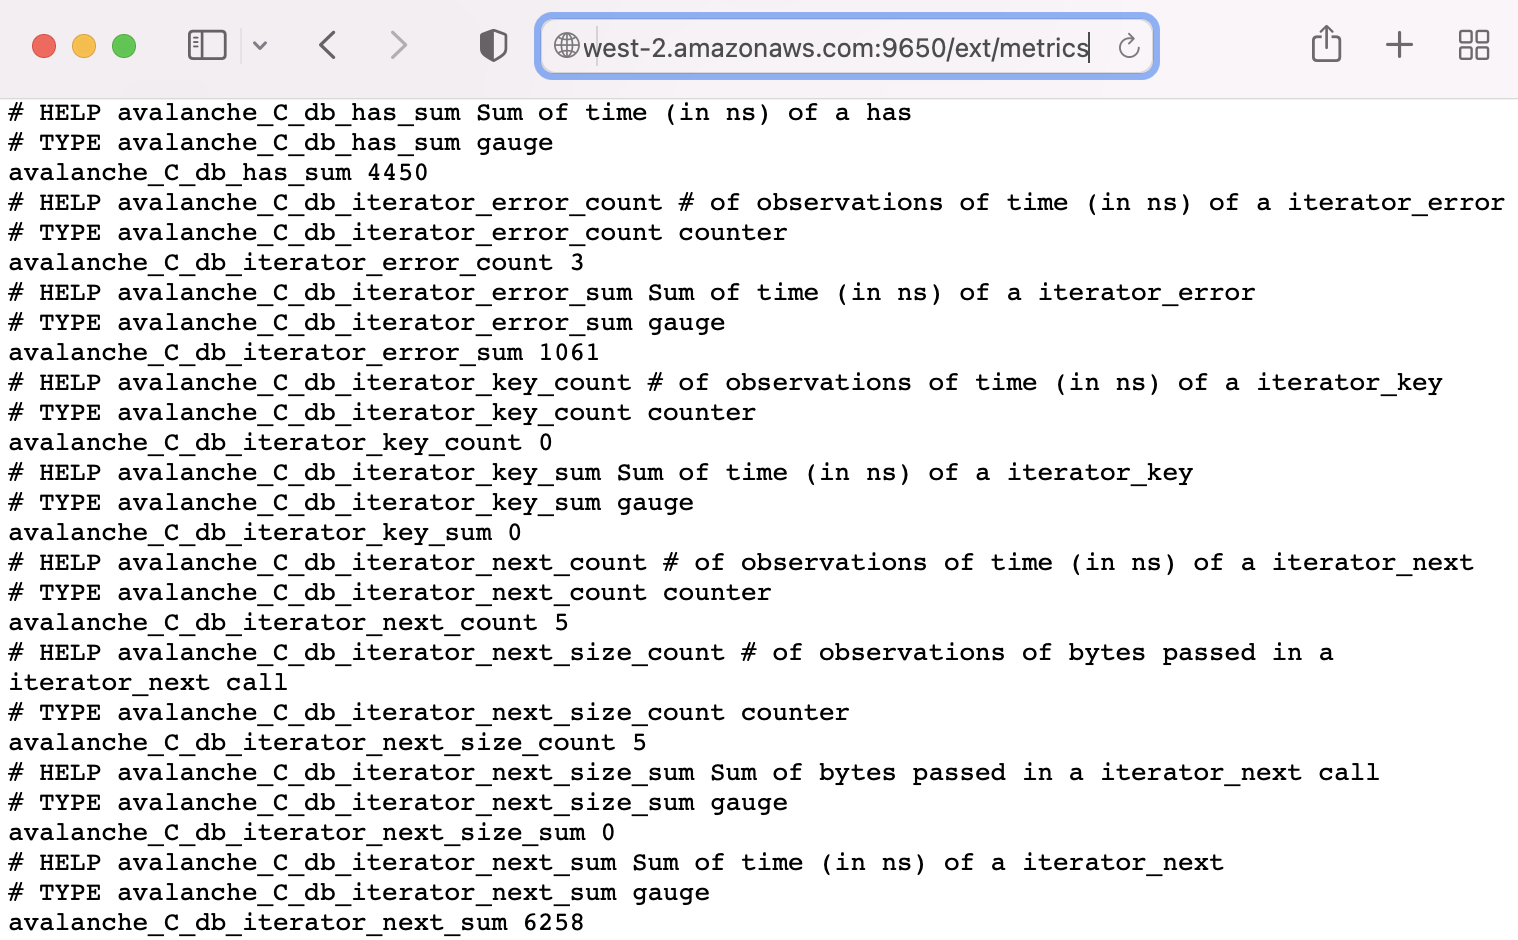 west-2.amazonaws.com:9650/ext/metrics
# HELP avalanche_C_db_has_sum Sum of time (in ns) of a has
# TYPE avalanche_C_db_has_sum gauge
avalanche_C_db_has_sum 4450
# HELP avalanche_C_db_iterator_error_count # of observations of time (in ns) of a iterator_error
# TYPE avalanche_C_db_iterator_error_count counter
avalanche_C_db_iterator_error_count 3
# HELP avalanche_C_db_iterator_error_sum Sum of time (in ns) of a iterator_error
# TYPE avalanche_C_db_iterator_error_sum gauge
avalanche_C_db_iterator_error_sum 1061
# HELP avalanche_C_db_iterator_key_count # of observations of time (in ns) of a iterator_key
# TYPE avalanche_C_db_iterator_key_count counter
avalanche_C_db_iterator_key_count 0
# HELP avalanche_C_db_iterator_key_sum Sum of time (in ns) of a iterator_key
# TYPE avalanche_C_db_iterator_key_sum gauge
avalanche_C_db_iterator_key_sum 0
# HELP avalanche_C_db_iterator_next_count # of observations of time (in ns) of a iterator_next
# TYPE avalanche_C_db_iterator_next_count counter
avalanche_C_db_iterator_next_count 5
# HELP avalanche_C_db_iterator_next_size_count # of observations of bytes passed in a
iterator_next call
# TYPE avalanche_C_db_iterator_next_size_count counter
avalanche_C_db_iterator_next_size_count 5
# HELP avalanche_C_db_iterator_next_size_sum Sum of bytes passed in a iterator_next call
# TYPE avalanche_C_db_iterator_next_size_sum gauge
avalanche_C_db_iterator_next_size_sum 0
# HELP avalanche_C_db_iterator_next_sum Sum of time (in ns) of a iterator_next
# TYPE avalanche_C_db_iterator_next_sum gauge
avalanche_C_db_iterator_next_sum 6258